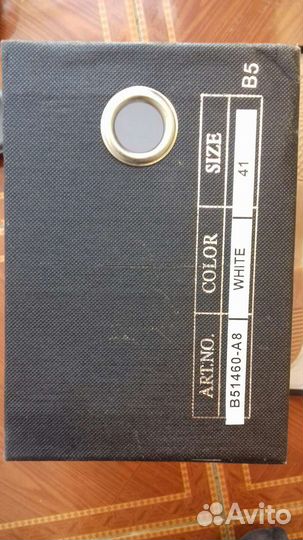 ART.NO. COLOR SIZE
B51460-A8 WHITE 41
B5
Avito